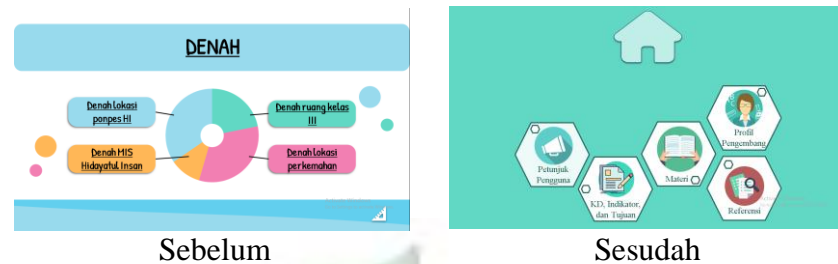 DENAH
Denah lokasi
ponpes HI
Denah ruang kelas
III
Denah MIS
Hidayatul Insan
Denah lokasi
perkemahan
Profil
Pengembang
Petunjuk
Pengguna
Materi
KD, Indikator,
dan Tujuan
Referensi
Sebelum
Sesudah